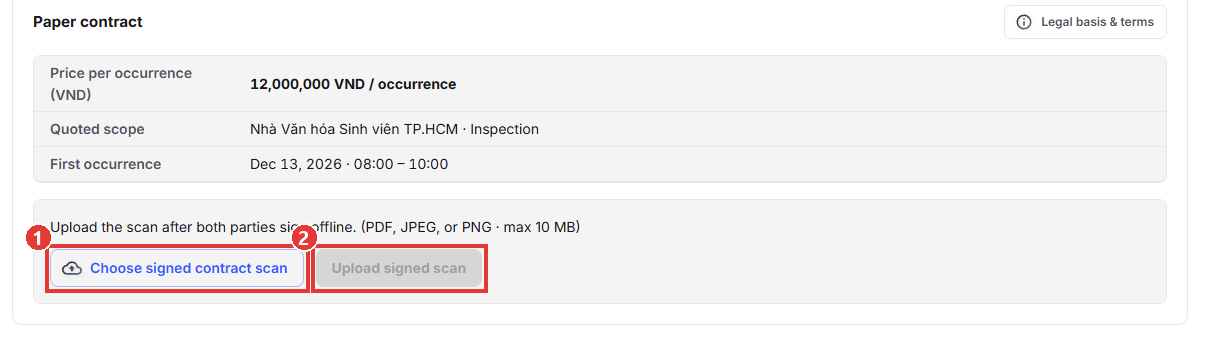 Paper contract
Legal basis & terms
Price per occurrence
(VND)
12,000,000 VND / occurrence
Quoted scope
Nhà Văn hóa Sinh viên TP.HCM · Inspection
First occurrence
Dec 13, 2026 · 08:00 – 10:00
Upload the scan after both parties sign offline. (PDF, JPEG, or PNG · max 10 MB)
1
2
Choose signed contract scan
Upload signed scan